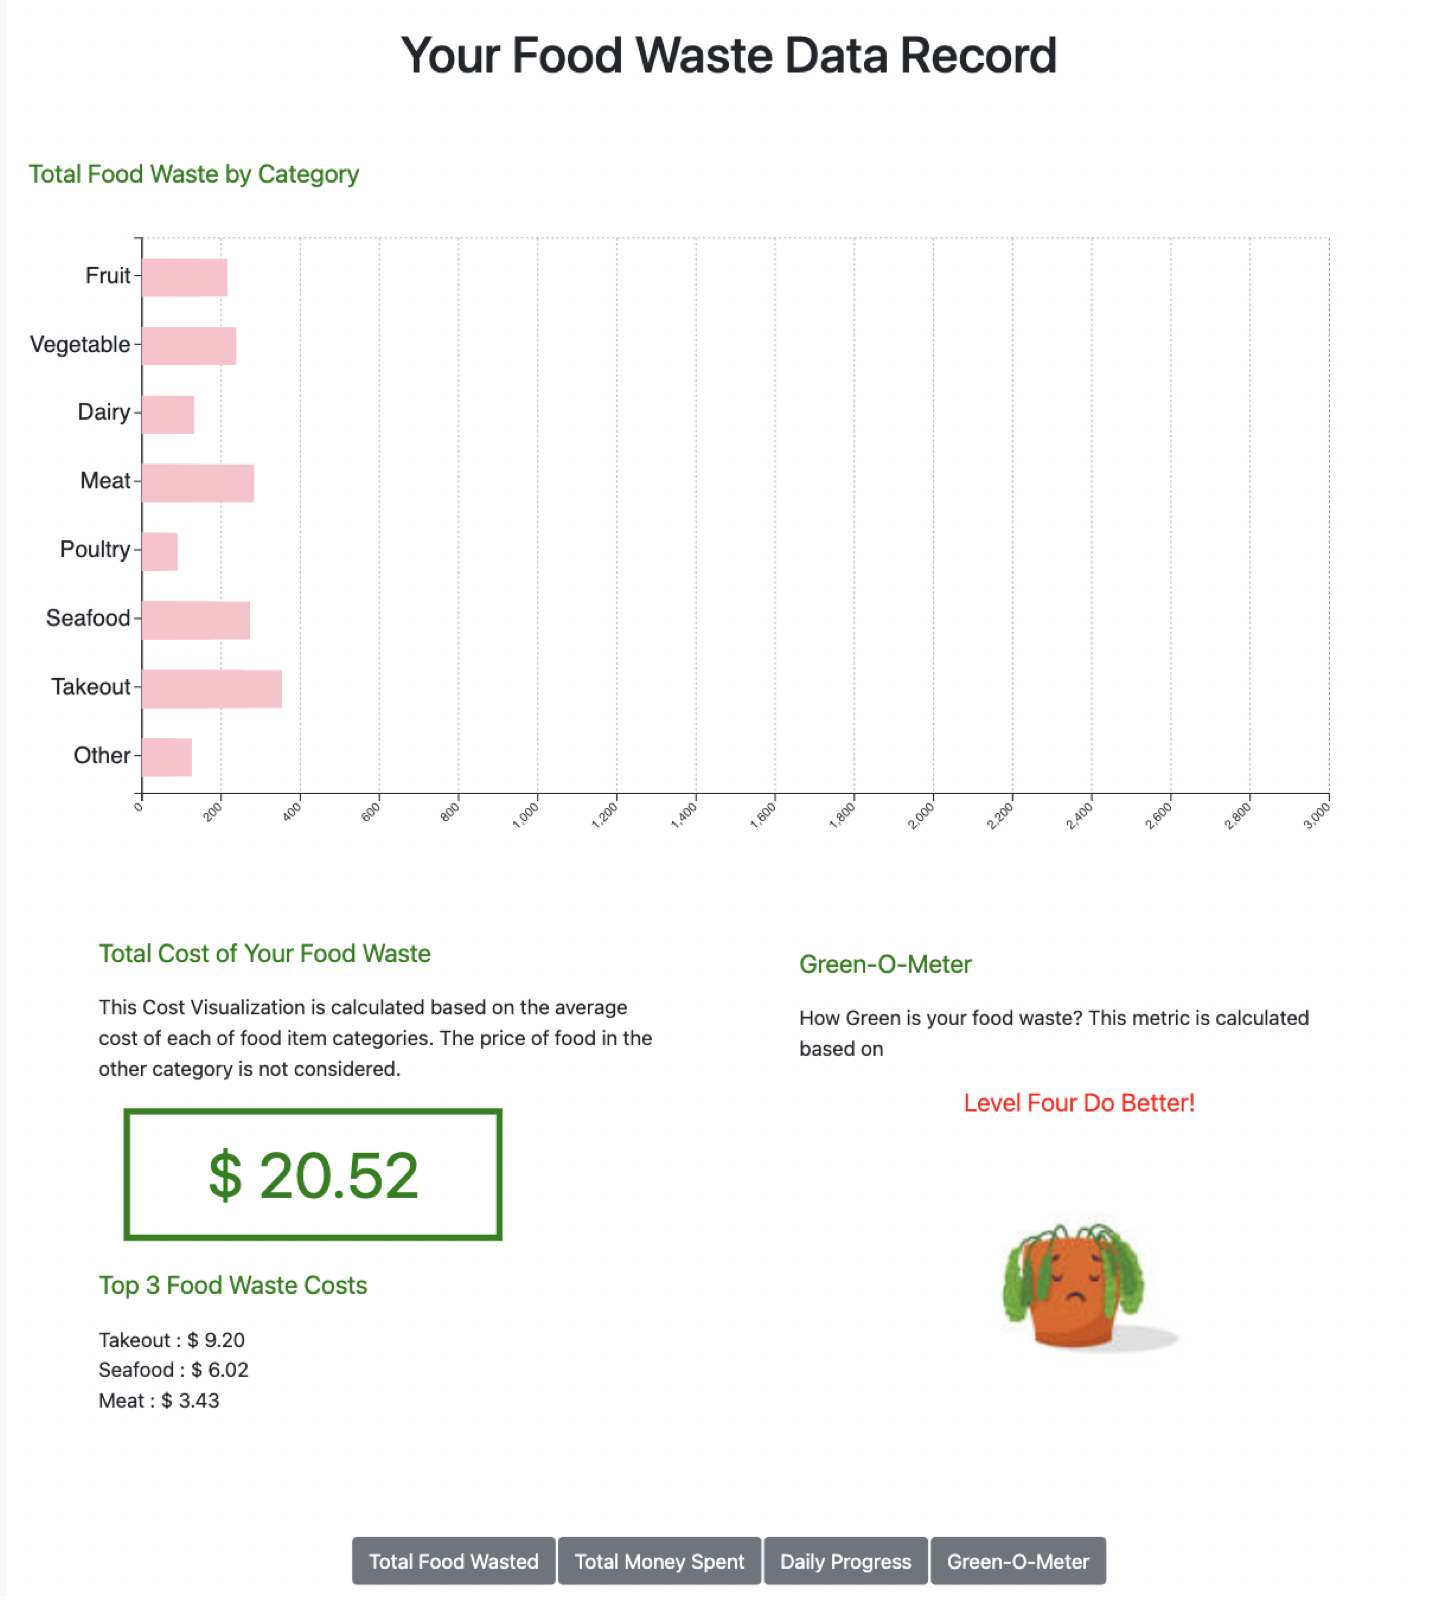 Your Food Waste Data Record
Total Food Waste by Category
Fruit
Vegetable
Dairy
Meat
Poultry
Seafood
Takeout
Other
0 200 400 600 800 1,000 1,200 1,400 1,600 1,800 2,000 2,200 2,400 2,600 2,800 3,000
Total Cost of Your Food Waste
This Cost Visualization is calculated based on the average
cost of each of food item categories. The price of food in the
other category is not considered.
$ 20.52
Top 3 Food Waste Costs
Takeout : $ 9.20
Seafood : $ 6.02
Meat : $ 3.43
Green-O-Meter
How Green is your food waste? This metric is calculated
based on
Level Four Do Better!
Total Food Wasted Total Money Spent Daily Progress Green-O-Meter